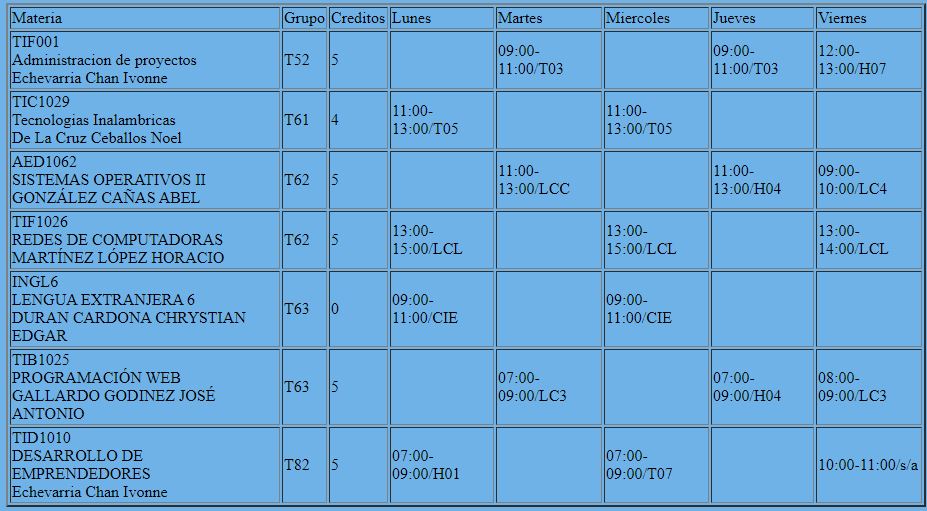 Materia Grupo Creditos Lunes Martes Miercoles Jueves Viernes
TIF001
Administracion de proyectos
Echevarria Chan Ivonne
T52
5
09:00-
11:00/T03
09:00-
11:00/T03
12:00-
13:00/H07
TIC1029
Tecnologias Inalambricas
De La Cruz Ceballos Noel
T61
4
11:00-
13:00/T05
11:00-
13:00/T05
AED1062
SISTEMAS OPERATIVOS II
GONZÁLEZ CAÑAS ABEL
T62
5
11:00-
13:00/LCC
11:00-
13:00/H04
09:00-
10:00/LC4
TIF1026
REDES DE COMPUTADORAS
MARTÍNEZ LÓPEZ HORACIO
T62
5
13:00-
15:00/LCL
13:00-
15:00/LCL
13:00-
14:00/LCL
INGL6
LENGUA EXTRANJERA 6
DURAN CARDONA CHRYSTIAN
EDGAR
T63
0
09:00-
11:00/CIE
09:00-
11:00/CIE
TIB1025
PROGRAMACIÓN WEB
GALLARDO GODINEZ JOSÉ
ANTONIO
T63
5
07:00-
09:00/LC3
07:00-
09:00/H04
08:00-
09:00/LC3
TID1010
DESARROLLO DE
EMPRENDEDORES
Echevarria Chan Ivonne
T82
5
07:00-
09:00/H01
07:00-
09:00/T07
10:00-11:00/s/a